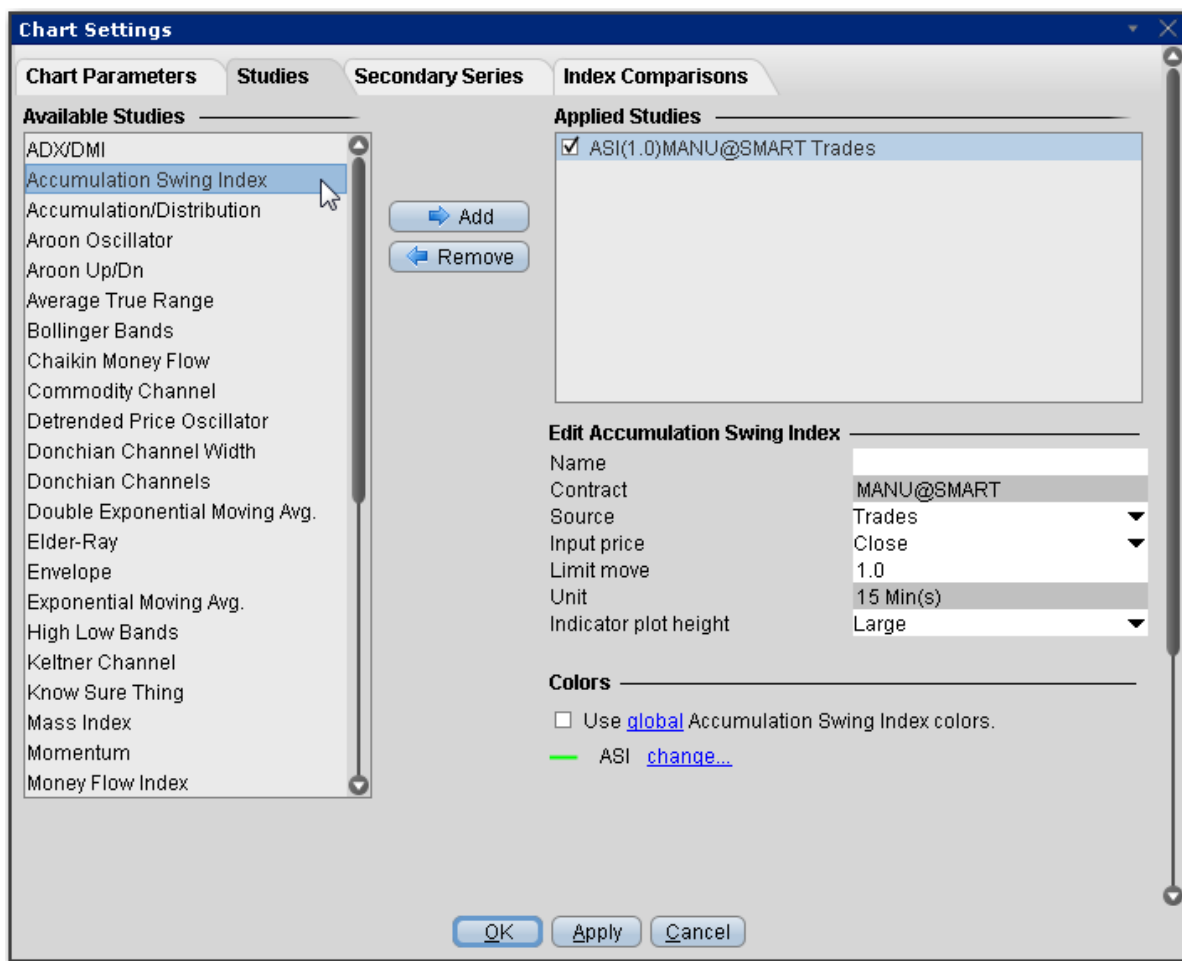 Chart Settings
Chart Parameters Studies Secondary Series Index Comparisons
Available Studies
ADX/DMI
Accumulation Swing Index
Accumulation/Distribution
Aroon Oscillator
Aroon Up/Dn
Average True Range
Bollinger Bands
Chaikin Money Flow
Commodity Channel
Detrended Price Oscillator
Donchian Channel Width
Donchian Channels
Double Exponential Moving Avg.
Elder-Ray
Envelope
Exponential Moving Avg.
High Low Bands
Keltner Channel
Know Sure Thing
Mass Index
Momentum
Money Flow Index
Add
Remove
Applied Studies
ASI(1.0)MANU@SMART Trades
Edit Accumulation Swing Index
Name
Contract MANU@SMART
Source Trades
Input price Close
Limit move 1.0
Unit 15 Min(s)
Indicator plot height Large
Colors
Use global Accumulation Swing Index colors.
ASI change...
OK Apply Cancel